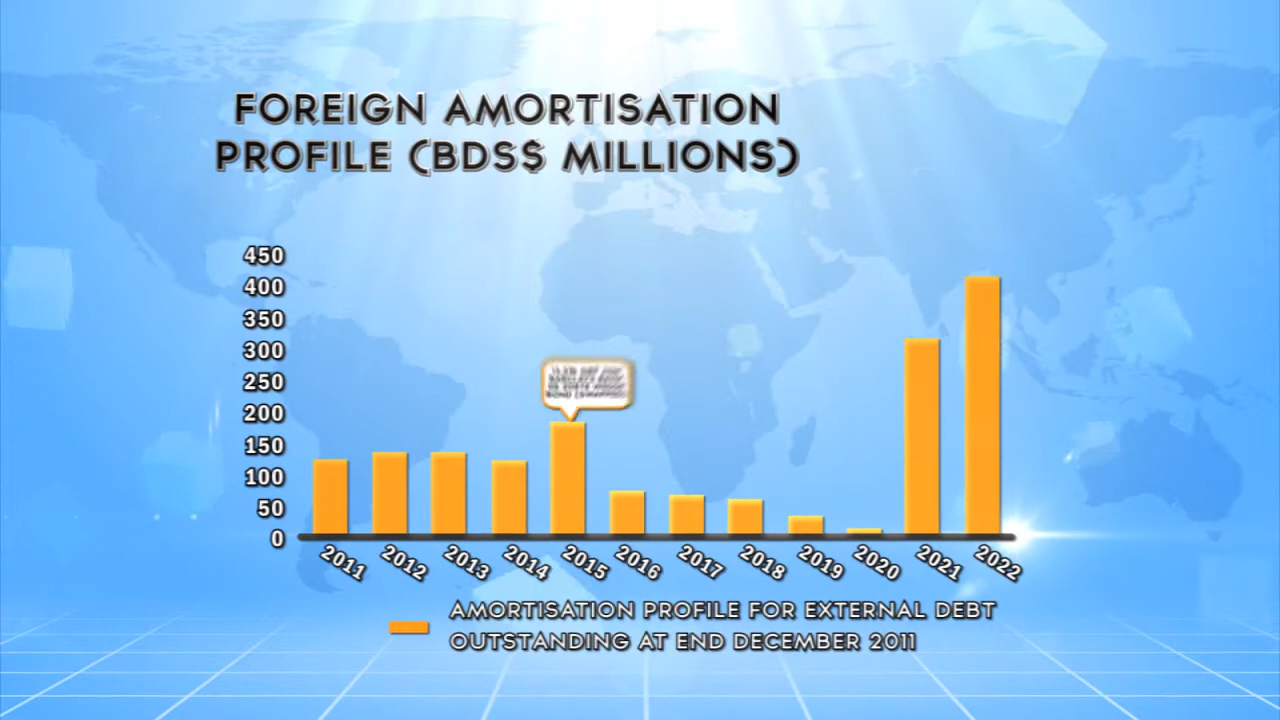 FOREIGN AMORTISATION
PROFILE (BDS$ MILLIONS)
450
400
350
300
250
200
150
100
50
0
2011 2012 2013 2014 2015 2016 2017 2018 2019 2020 2021 2022
AMORTISATION PROFILE FOR EXTERNAL DEBT
OUTSTANDING AT END DECEMBER 2011